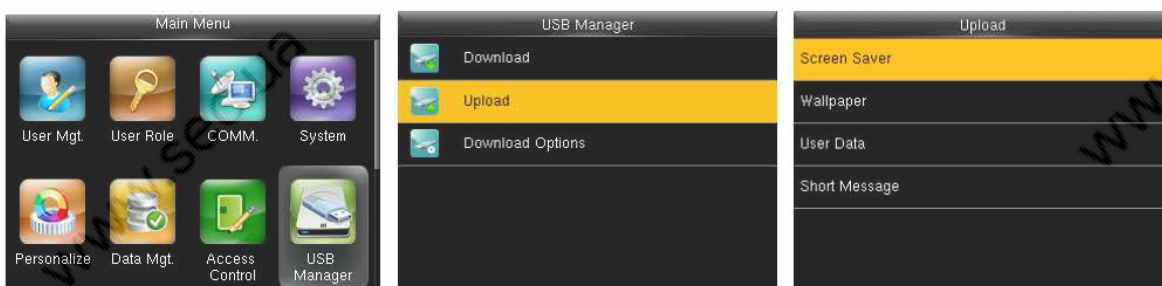 Main Menu
User Mgt.
User Role
COMM.
System
Personalize
Data Mgt.
Access
Control
USB
Manager
USB Manager
Download
Upload
Download Options
Upload
Screen Saver
Wallpaper
User Data
Short Message